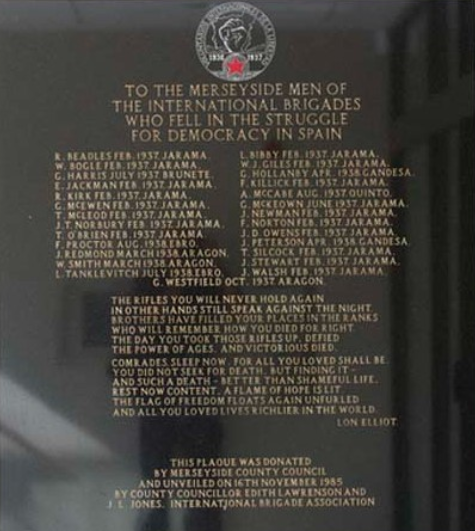 1936 1937
TO THE MERSEYSIDE MEN OF
THE INTERNATIONAL BRIGADES
WHO FELL IN THE STRUGGLE
FOR DEMOCRACY IN SPAIN
R. BEADLES FEB. 1937. JARAMA.
W. BOGLE FEB. 1937. JARAMA.
G. HARRIS JULY 1937 BRUNETE.
E. JACKMAN FEB. 1937. JARAMA.
R. KIRK FEB. 1937. JARAMA.
G. McEWEN FEB. 1937. JARAMA.
T. McLEOD FEB. 1937. JARAMA.
J.T. NORBURY FEB. 1937. JARAMA.
T. O'BRIEN FEB. 1937. JARAMA.
F. PROCTOR AUG. 1938. EBRO.
J. REDMOND MARCH 1938. ARAGON.
W. SMITH MARCH 1938. ARAGON.
L. TANKLEVITCH JULY 1938. EBRO.
L. BIBBY FEB. 1937. JARAMA.
W.J. GILES FEB. 1937. JARAMA.
G. HOLLANBY APR. 1938. GANDESA.
F. KILLICK FEB. 1937. JARAMA.
A. McCABE AUG. 1937. QUINTO.
G. McKEOWN JUNE 1937. JARAMA.
J. NEWMAN FEB. 1937. JARAMA.
F. NORTON FEB. 1937. JARAMA.
J. D. OWENS FEB. 1937. JARAMA.
J. PETERSON APR. 1938. GANDESA.
T. SILCOCK FEB. 1937. JARAMA.
J. STEWART FEB. 1937. JARAMA.
J. WALSH FEB. 1937. JARAMA.
G. WESTFIELD OCT. 1937. ARAGON.
THE RIFLES YOU WILL NEVER HOLD AGAIN
IN OTHER HANDS STILL SPEAK AGAINST THE NIGHT.
BROTHERS HAVE FILLED YOUR PLACES IN THE RANKS
WHO WILL REMEMBER HOW YOU DIED FOR RIGHT
THE DAY YOU TOOK THOSE RIFLES UP, DEFIED
THE POWER OF AGES, AND VICTORIOUS DIED.
COMRADES, SLEEP NOW. FOR ALL YOU LOVED SHALL BE.
YOU DID NOT SEEK FOR DEATH, BUT FINDING IT -
AND SUCH A DEATH - BETTER THAN SHAMEFUL LIFE.
REST NOW CONTENT. A FLAME OF HOPE IS LIT.
THE FLAG OF FREEDOM FLOATS AGAIN UNFURLED
AND ALL YOU LOVED LIVES RICHLIER IN THE WORLD.
LON ELLIOT.
THIS PLAQUE WAS DONATED
BY MERSEYSIDE COUNTY COUNCIL
AND UNVEILED ON 16TH NOVEMBER 1985
BY COUNTY COUNCILLOR EDITH LAWRENSON AND
J. L. JONES. INTERNATIONAL BRIGADE ASSOCIATION